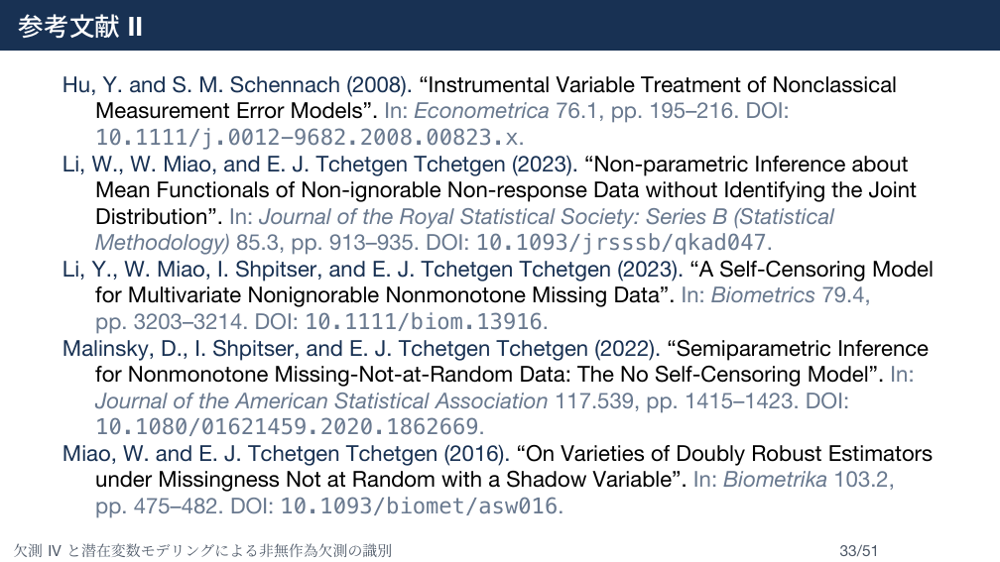 参考文献 II
Hu, Y. and S. M. Schennach (2008). “Instrumental Variable Treatment of Nonclassical
Measurement Error Models”. In: Econometrica 76.1, pp. 195–216. DOI:
10.1111/j.0012-9682.2008.00823.x.
Li, W., W. Miao, and E. J. Tchetgen Tchetgen (2023). “Non-parametric Inference about
Mean Functionals of Non-ignorable Non-response Data without Identifying the Joint
Distribution”. In: Journal of the Royal Statistical Society: Series B (Statistical
Methodology) 85.3, pp. 913–935. DOI: 10.1093/jrsssb/qkad047.
Li, Y., W. Miao, I. Shpitser, and E. J. Tchetgen Tchetgen (2023). “A Self-Censoring Model
for Multivariate Nonignorable Nonmonotone Missing Data”. In: Biometrics 79.4,
pp. 3203–3214. DOI: 10.1111/biom.13916.
Malinsky, D., I. Shpitser, and E. J. Tchetgen Tchetgen (2022). “Semiparametric Inference
for Nonmonotone Missing-Not-at-Random Data: The No Self-Censoring Model”. In:
Journal of the American Statistical Association 117.539, pp. 1415–1423. DOI:
10.1080/01621459.2020.1862669.
Miao, W. and E. J. Tchetgen Tchetgen (2016). “On Varieties of Doubly Robust Estimators
under Missingness Not at Random with a Shadow Variable”. In: Biometrika 103.2,
pp. 475–482. DOI: 10.1093/biomet/asw016.
欠測 IV と潜在変数モデリングによる非無作為欠測の識別
33/51